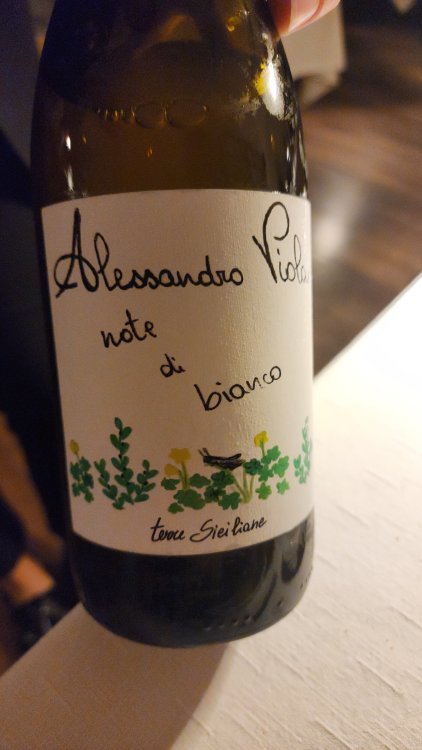 Alessandro Viola
note
di
bianco
terre Siciliane